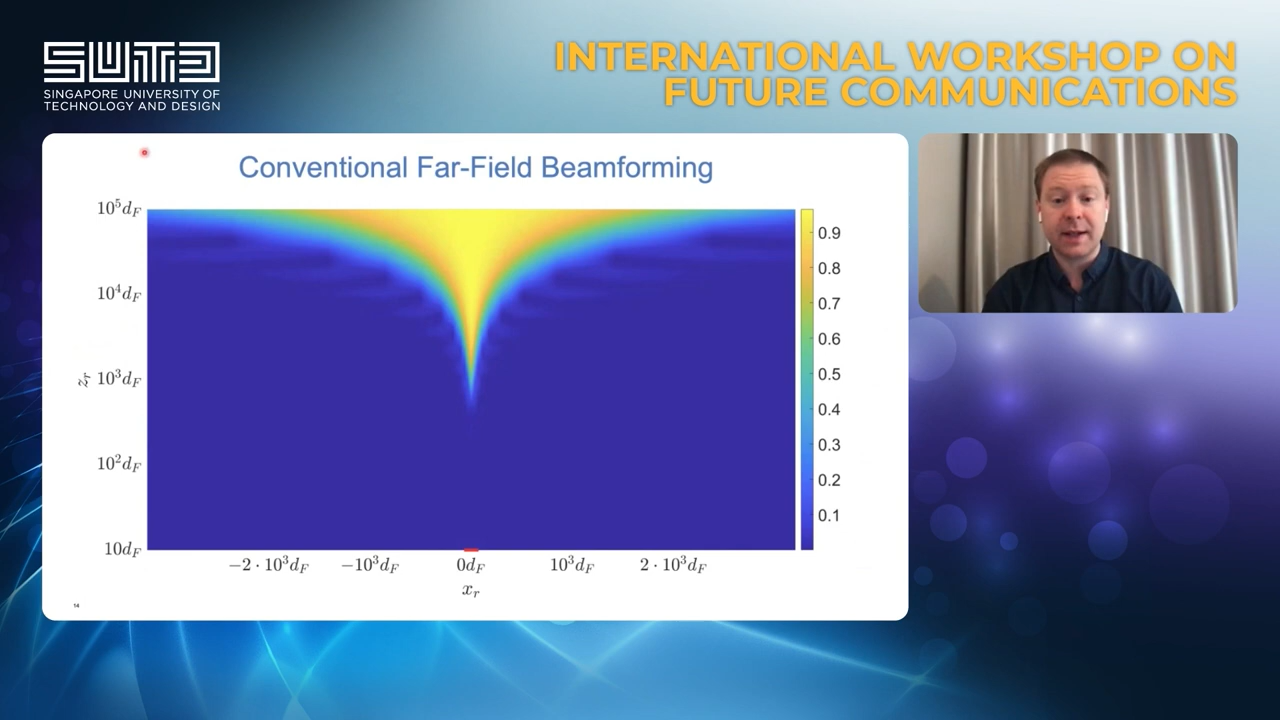 SUTD
SINGAPORE UNIVERSITY OF
TECHNOLOGY AND DESIGN
INTERNATIONAL WORKSHOP ON
FUTURE COMMUNICATIONS
Conventional Far-Field Beamforming
10⁵d_F
10⁴d_F
z_r
10³d_F
10²d_F
10d_F
−2 · 10³d_F
−10³d_F
0d_F
10³d_F
2 · 10³d_F
x_r
0.9
0.8
0.7
0.6
0.5
0.4
0.3
0.2
0.1
14